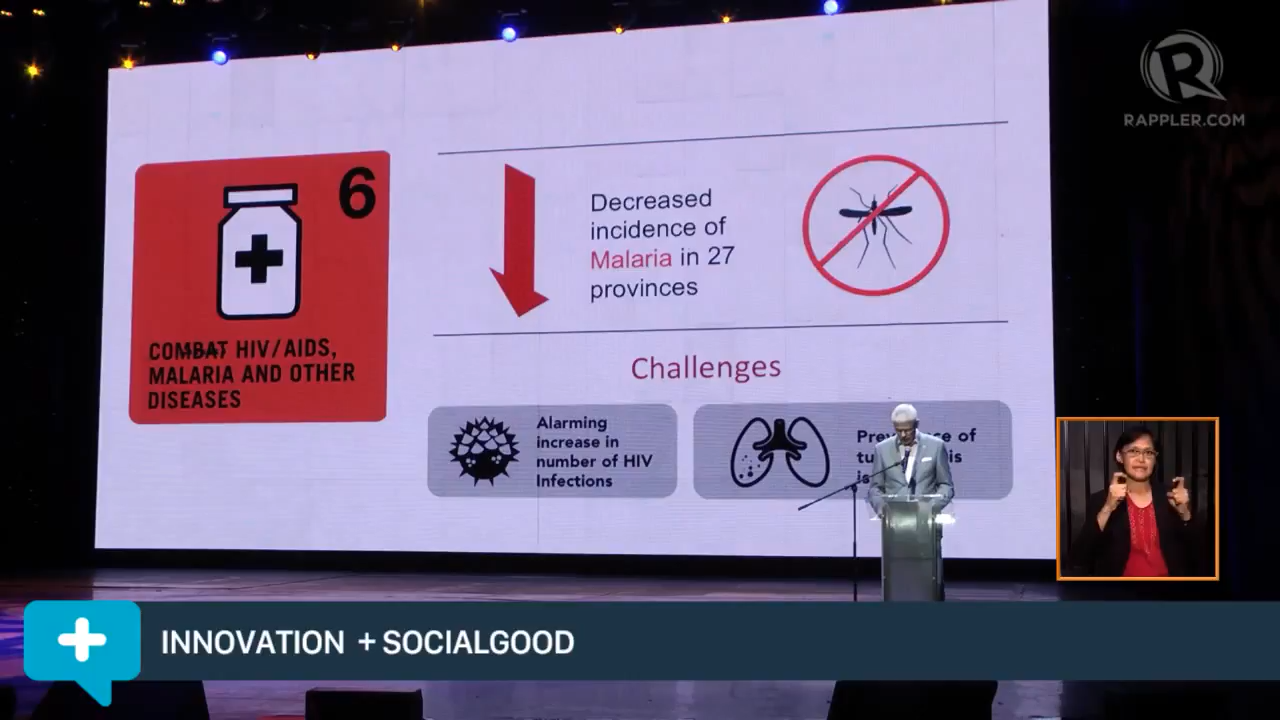 RAPPLER.COM
6
COMBAT HIV/AIDS,
MALARIA AND OTHER
DISEASES
Decreased
incidence of
Malaria in 27
provinces
Challenges
Alarming
increase in
number of HIV
Infections
of
INNOVATION + SOCIALGOOD